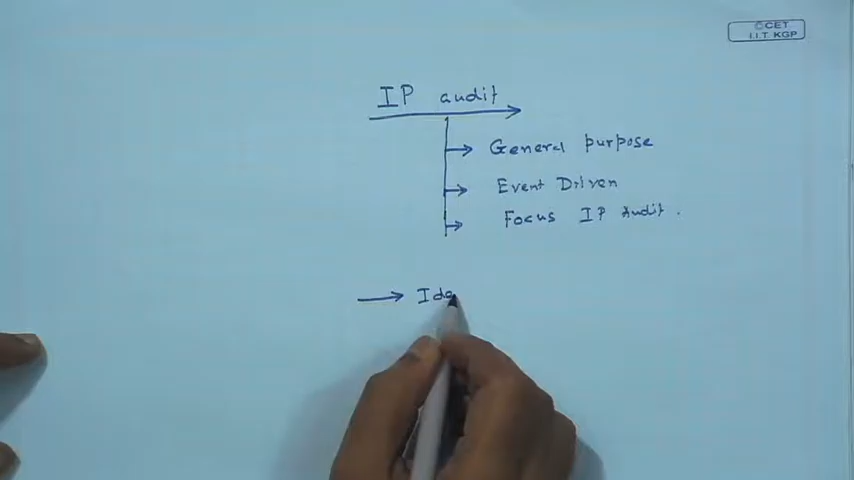 ©CET
I.I.T. KGP
IP audit
General purpose
Event Driven
Focus IP Audit.
Ide